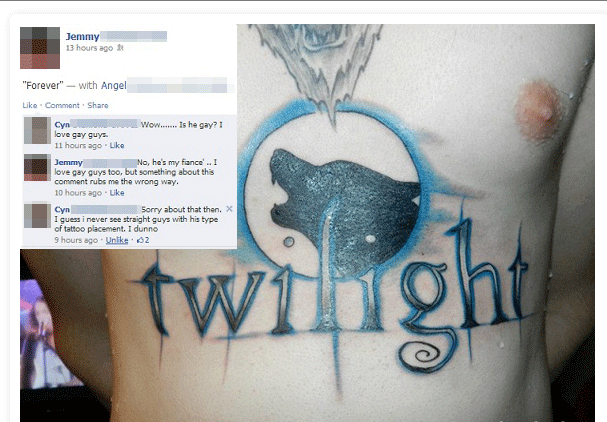 Jemmy
13 hours ago
"Forever" — with Angel
Like · Comment · Share
Cyn Wow....... Is he gay? I
love gay guys.
11 hours ago · Like
Jemmy No, he's my fiance' .. I
love gay guys too, but something about this
comment rubs me the wrong way.
10 hours ago · Like
Cyn Sorry about that then.
I guess i never see straight guys with his type
of tattoo placement. I dunno
9 hours ago · Unlike · 2
twilight